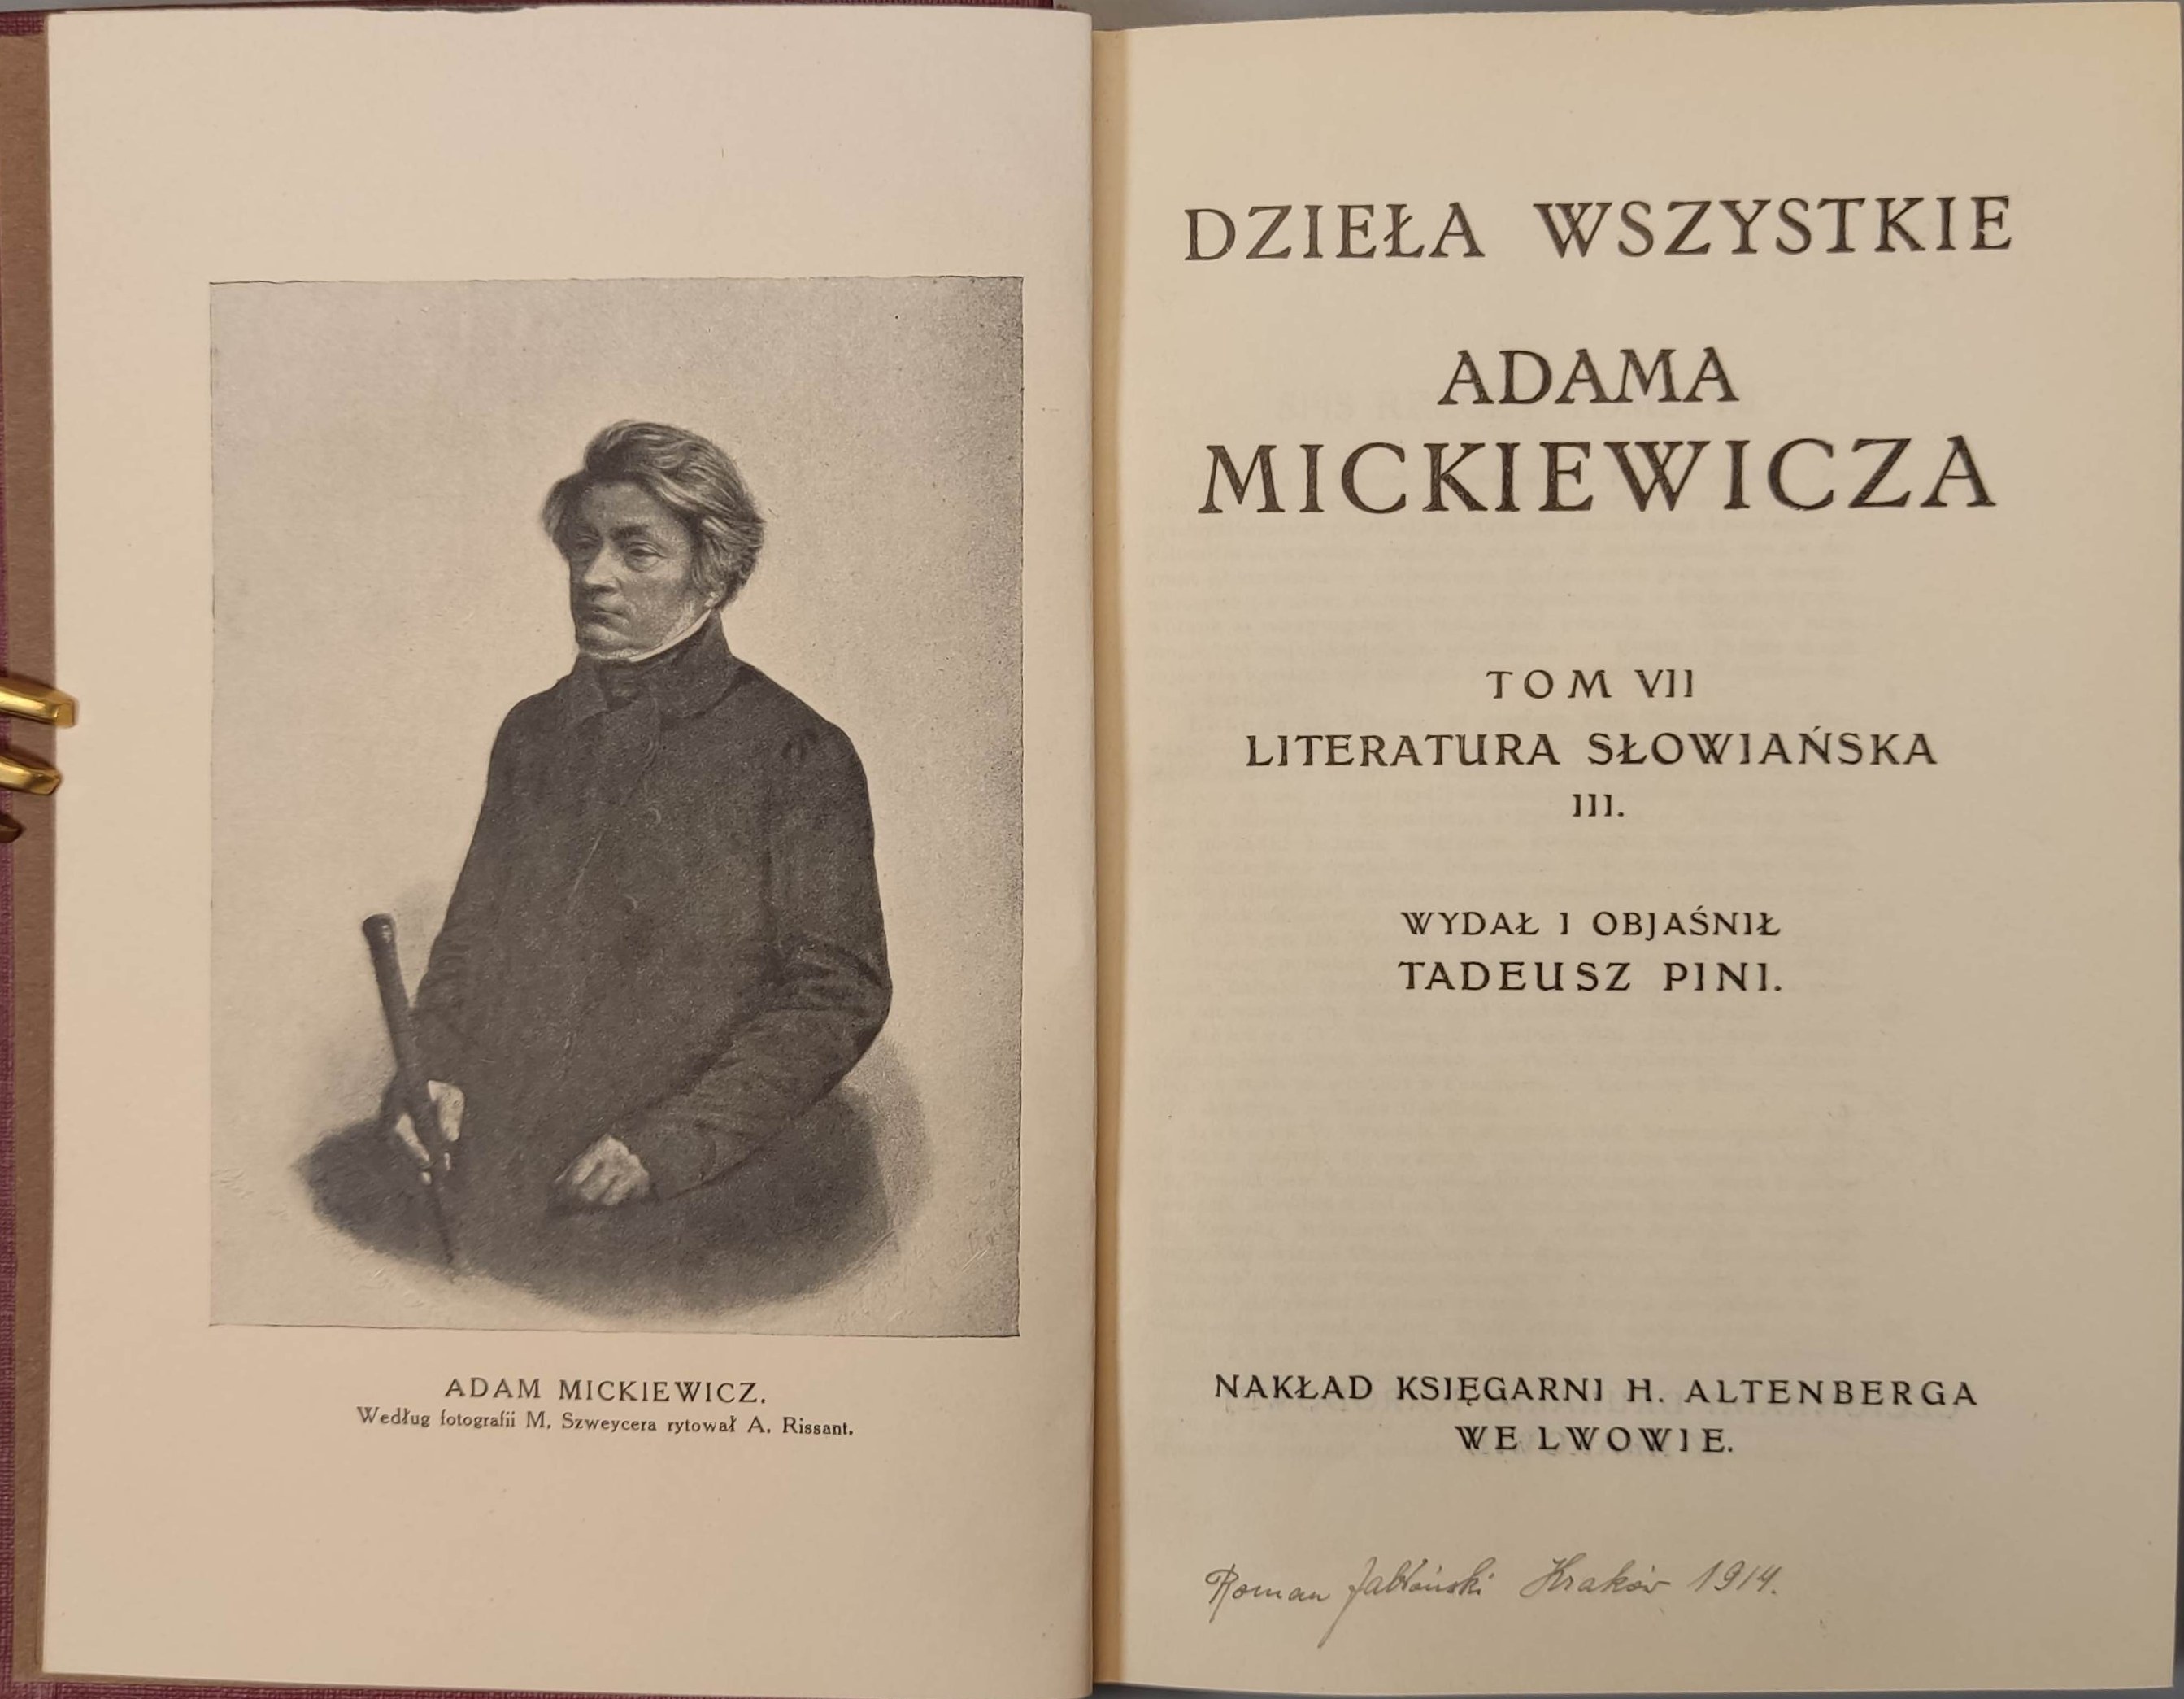 ADAM MICKIEWICZ.
Według fotografii M. Szweycera rytował A. Rissant.
DZIEŁA WSZYSTKIE
ADAMA
MICKIEWICZA
TOM VII
LITERATURA SŁOWIAŃSKA
III.
WYDAŁ I OBJAŚNIŁ
TADEUSZ PINI.
NAKŁAD KSIĘGARNI H. ALTENBERGA
WE LWOWIE.
Roman Jabłoński Kraków 1914.